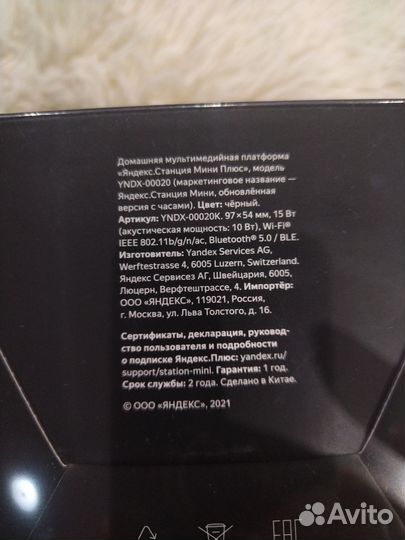 Домашняя мультимедийная платформа
«Яндекс.Станция Мини Плюс», модель
YNDX-00020 (маркетинговое название —
Яндекс.Станция Мини, обновлённая
версия с часами). Цвет: чёрный.
Артикул: YNDX-00020K. 97×54 мм, 15 Вт
(акустическая мощность: 10 Вт), Wi-Fi®
IEEE 802.11b/g/n/ac, Bluetooth® 5.0 / BLE.
Изготовитель: Yandex Services AG,
Werftestrasse 4, 6005 Luzern, Switzerland.
Яндекс Сервисез АГ, Швейцария, 6005,
Люцерн, Верфтештрассе, 4. Импортёр:
ООО «ЯНДЕКС», 119021, Россия,
г. Москва, ул. Льва Толстого, д. 16.
Сертификаты, декларация, руковод-
ство пользователя и подробности
о подписке Яндекс.Плюс: yandex.ru/
support/station-mini. Гарантия: 1 год.
Срок службы: 2 года. Сделано в Китае.
© ООО «ЯНДЕКС», 2021
EAC
Avito